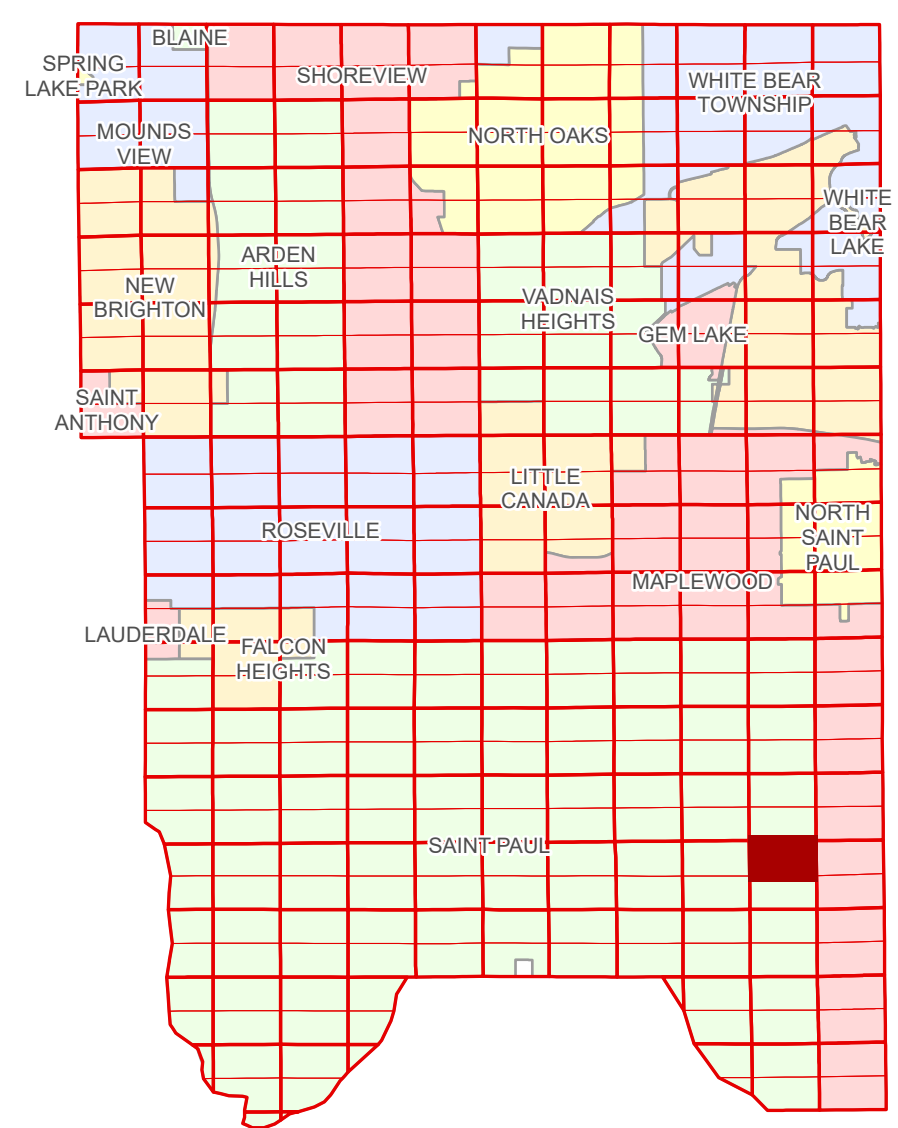 BLAINE
SPRING
LAKE PARK
SHOREVIEW
WHITE BEAR
TOWNSHIP
MOUNDS
VIEW
NORTH OAKS
WHITE
BEAR
LAKE
ARDEN
HILLS
NEW
BRIGHTON
VADNAIS
HEIGHTS
GEM LAKE
SAINT
ANTHONY
LITTLE
CANADA
ROSEVILLE
NORTH
SAINT
PAUL
MAPLEWOOD
LAUDERDALE
FALCON
HEIGHTS
SAINT PAUL